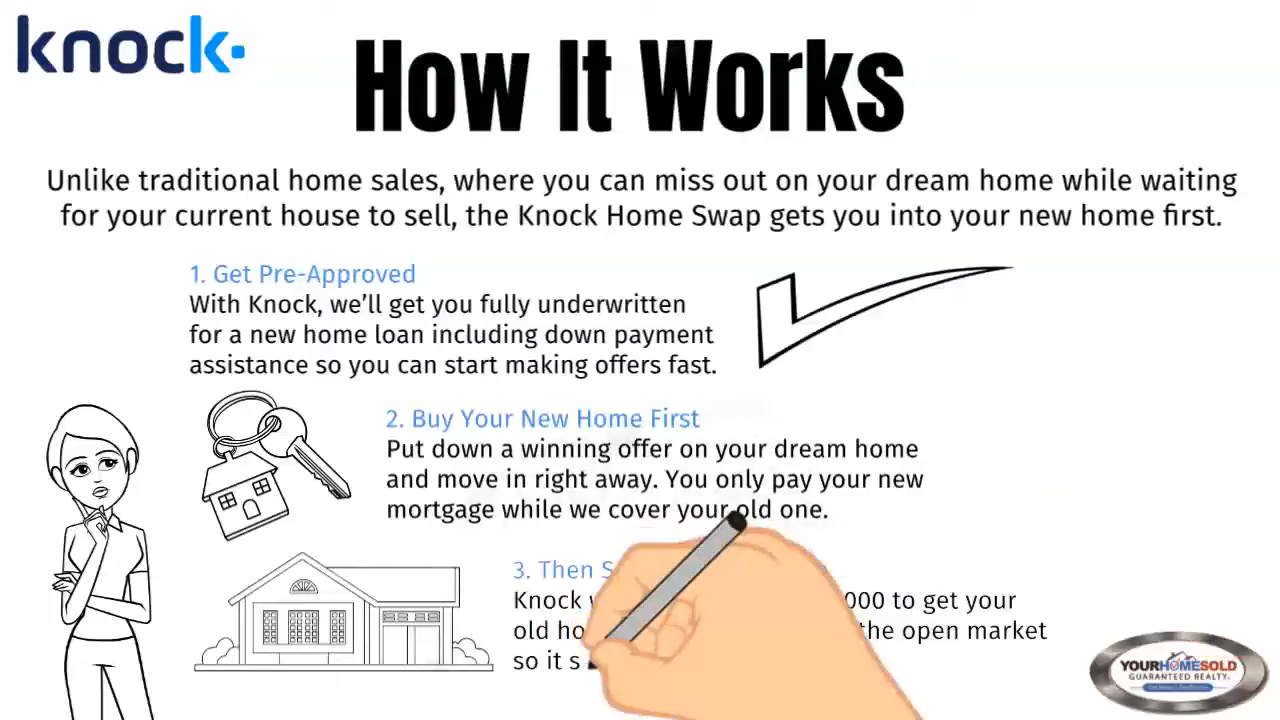 knock
How It Works
Unlike traditional home sales, where you can miss out on your dream home while waiting
for your current house to sell, the Knock Home Swap gets you into your new home first.
1. Get Pre-Approved
With Knock, we’ll get you fully underwritten
for a new home loan including down payment
assistance so you can start making offers fast.
2. Buy Your New Home First
Put down a winning offer on your dream home
and move in right away. You only pay your new
mortgage while we cover your old one.
3. Then
Knock 000 to get your
old the open market
so it
YOURHOMESOLD
GUARANTEED REALTY